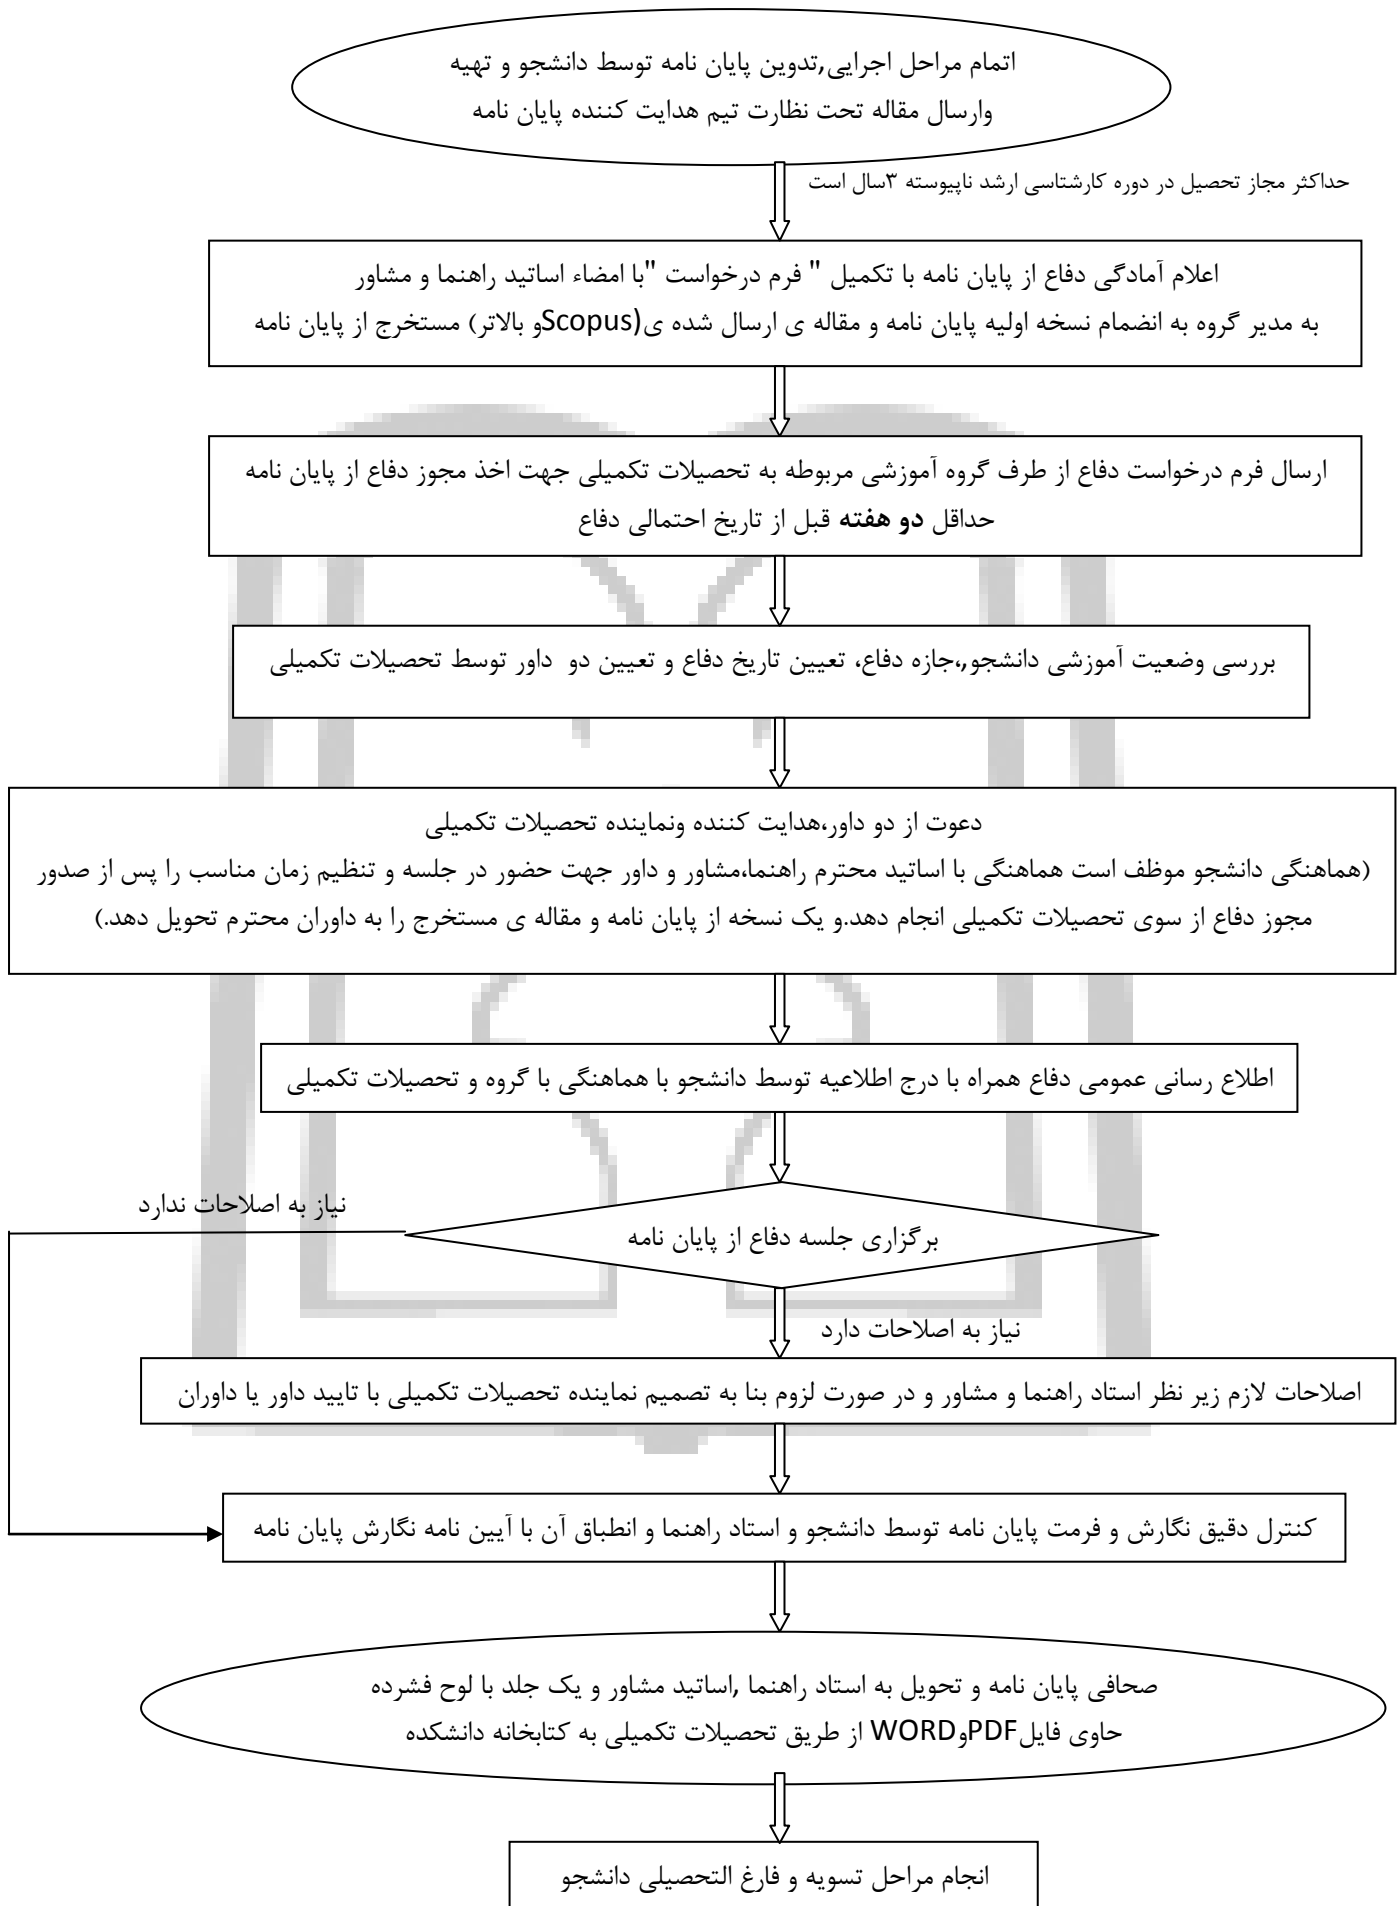 اتمام مراحل اجرایی,تدوین پایان نامه توسط دانشجو و تهیه
وارسال مقاله تحت نظارت تیم هدایت کننده پایان نامه
حداکثر مجاز تحصیل در دوره کارشناسی ارشد ناپیوسته ۳سال است
اعلام آمادگی دفاع از پایان نامه با تکمیل " فرم درخواست "با امضاء اساتید راهنما و مشاور
به مدیر گروه به انضمام نسخه اولیه پایان نامه و مقاله ی ارسال شده ی(Scopusو بالاتر) مستخرج از پایان نامه
ارسال فرم درخواست دفاع از طرف گروه آموزشی مربوطه به تحصیلات تکمیلی جهت اخذ مجوز دفاع از پایان نامه
حداقل دو هفته قبل از تاریخ احتمالی دفاع
بررسی وضعیت آموزشی دانشجو,،جازه دفاع، تعیین تاریخ دفاع و تعیین دو داور توسط تحصیلات تکمیلی
دعوت از دو داور،هدایت کننده ونماینده تحصیلات تکمیلی
(هماهنگی دانشجو موظف است هماهنگی با اساتید محترم راهنما،مشاور و داور جهت حضور در جلسه و تنظیم زمان مناسب را پس از صدور
مجوز دفاع از سوی تحصیلات تکمیلی انجام دهد.و یک نسخه از پایان نامه و مقاله ی مستخرج را به داوران محترم تحویل دهد.)
اطلاع رسانی عمومی دفاع همراه با درج اطلاعیه توسط دانشجو با هماهنگی با گروه و تحصیلات تکمیلی
نیاز به اصلاحات ندارد
برگزاری جلسه دفاع از پایان نامه
نیاز به اصلاحات دارد
اصلاحات لازم زیر نظر استاد راهنما و مشاور و در صورت لزوم بنا به تصمیم نماینده تحصیلات تکمیلی با تایید داور یا داوران
کنترل دقیق نگارش و فرمت پایان نامه توسط دانشجو و استاد راهنما و انطباق آن با آیین نامه نگارش پایان نامه
صحافی پایان نامه و تحویل به استاد راهنما ,اساتید مشاور و یک جلد با لوح فشرده
حاوی فایلPDFوWORD از طریق تحصیلات تکمیلی به کتابخانه دانشکده
انجام مراحل تسویه و فارغ التحصیلی دانشجو